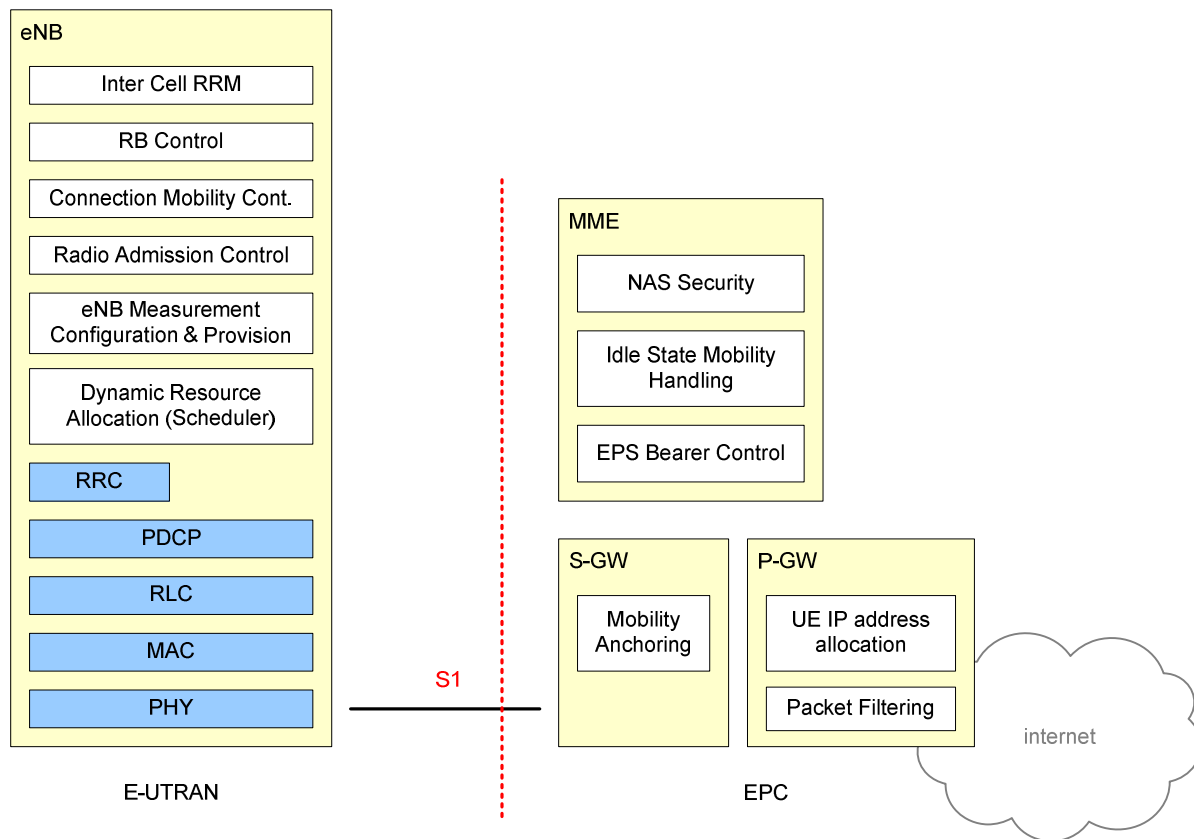 eNB
Inter Cell RRM
RB Control
Connection Mobility Cont.
Radio Admission Control
eNB Measurement
Configuration & Provision
Dynamic Resource
Allocation (Scheduler)
RRC
PDCP
RLC
MAC
PHY
S1
MME
NAS Security
Idle State Mobility
Handling
EPS Bearer Control
S-GW
Mobility
Anchoring
P-GW
UE IP address
allocation
Packet Filtering
internet
E-UTRAN
EPC